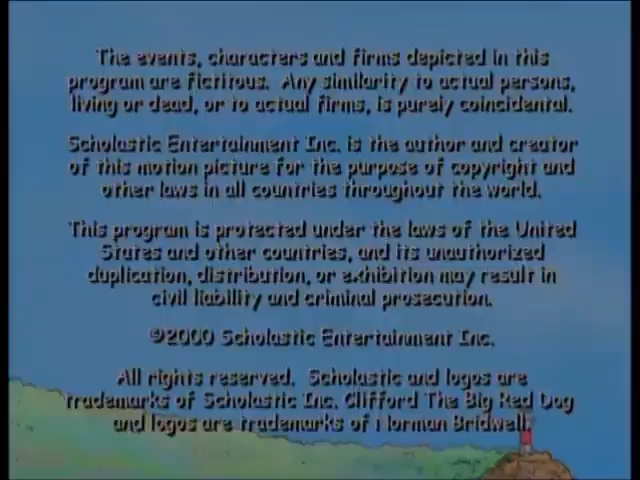 The events, characters and firms depicted in this
program are fictitous. Any similarity to actual persons,
living or dead, or to actual firms, is purely coincidental.
Scholastic Entertainment Inc. is the author and creator
of this motion picture for the purpose of copyright and
other laws in all countries throughout the world.
This program is protected under the laws of the United
States and other countries, and its unauthorized
duplication, distribution, or exhibition may result in
civil liability and criminal prosecution.
©2000 Scholastic Entertainment Inc.
All rights reserved. Scholastic and logos are
trademarks of Scholastic Inc. Clifford The Big Red Dog
and logos are trademarks of Norman Bridwell.